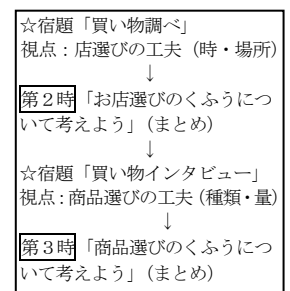 ☆宿題「買い物調べ」
視点：店選びの工夫（時・場所）
↓
第２時「お店選びのくふうにつ
いて考えよう」（まとめ）
↓
☆宿題「買い物インタビュー」
視点：商品選びの工夫（種類・量）
↓
第３時「商品選びのくふうにつ
いて考えよう」（まとめ）